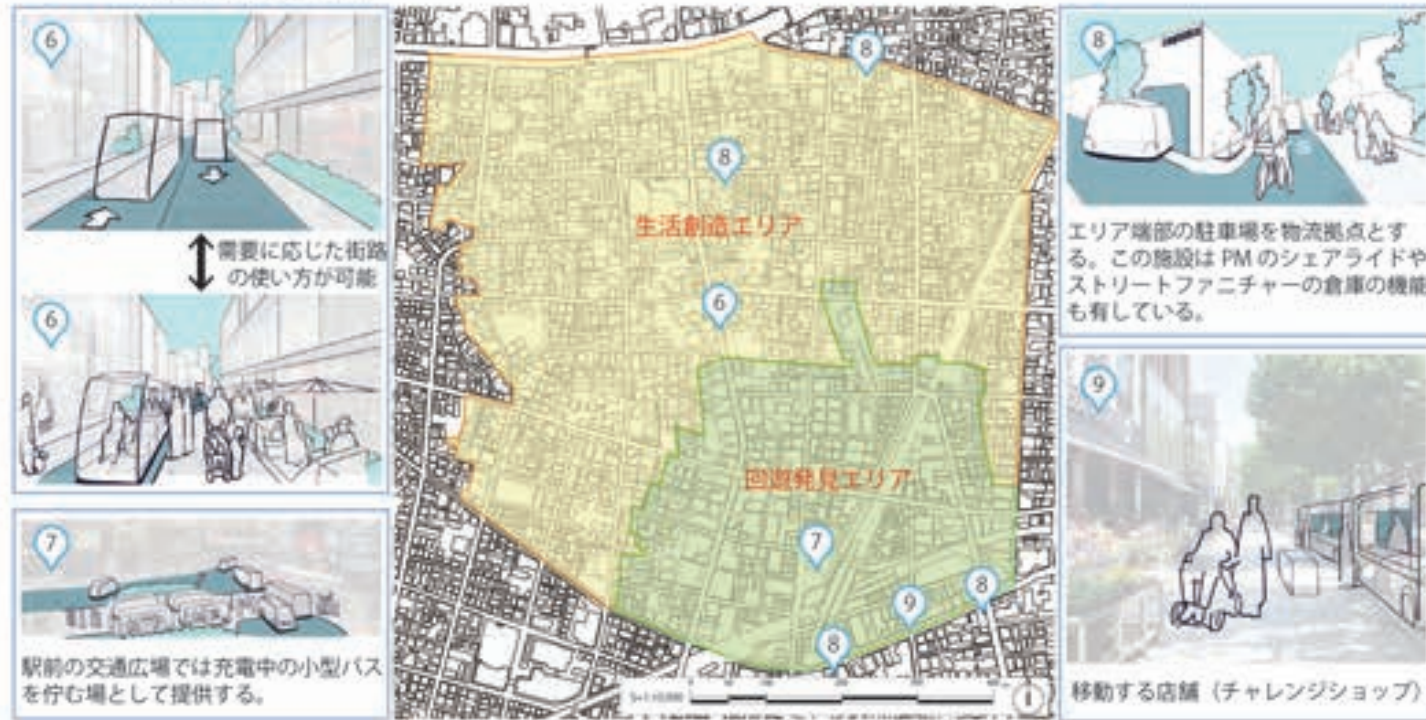 6
需要に応じた街路
の使い方が可能
6
7
駅前の交通広場では充電中の小型バス
を佇む場として提供する。
8
8
生活創造エリア
6
回遊発見エリア
7
9
8
8
8
エリア端部の駐車場を物流拠点とす
る。この施設は PM のシェアライドや
ストリートファニチャーの倉庫の機能
も有している。
9
移動する店舗（チャレンジショップ）